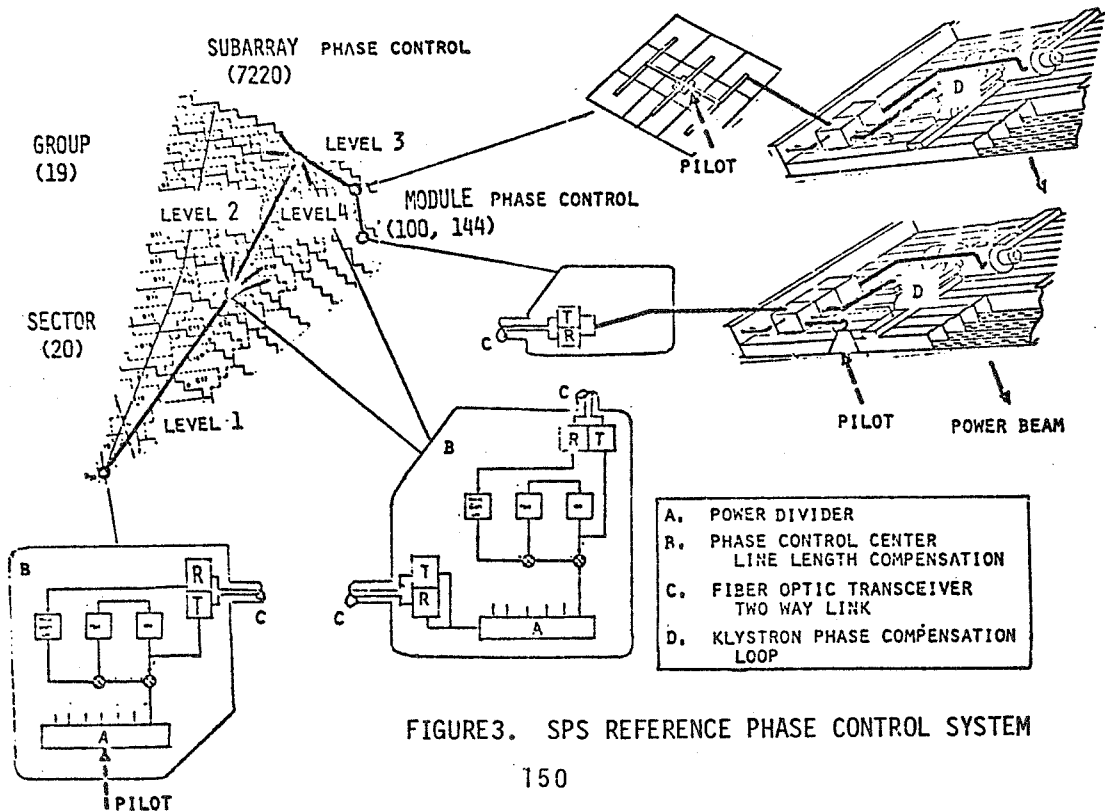 SUBARRAY PHASE CONTROL
(7220)
GROUP
(19)
LEVEL 3
LEVEL 2
LEVEL 4
MODULE PHASE CONTROL
(100, 144)
SECTOR
(20)
LEVEL 1
PILOT
D
T
R
C
D
PILOT
POWER BEAM
B
R
T
C
A
PILOT
B
C
R T
T
R
C
A
A. POWER DIVIDER
B. PHASE CONTROL CENTER
LINE LENGTH COMPENSATION
C. FIBER OPTIC TRANSCEIVER
TWO WAY LINK
D. KLYSTRON PHASE COMPENSATION
LOOP
FIGURE3. SPS REFERENCE PHASE CONTROL SYSTEM
150